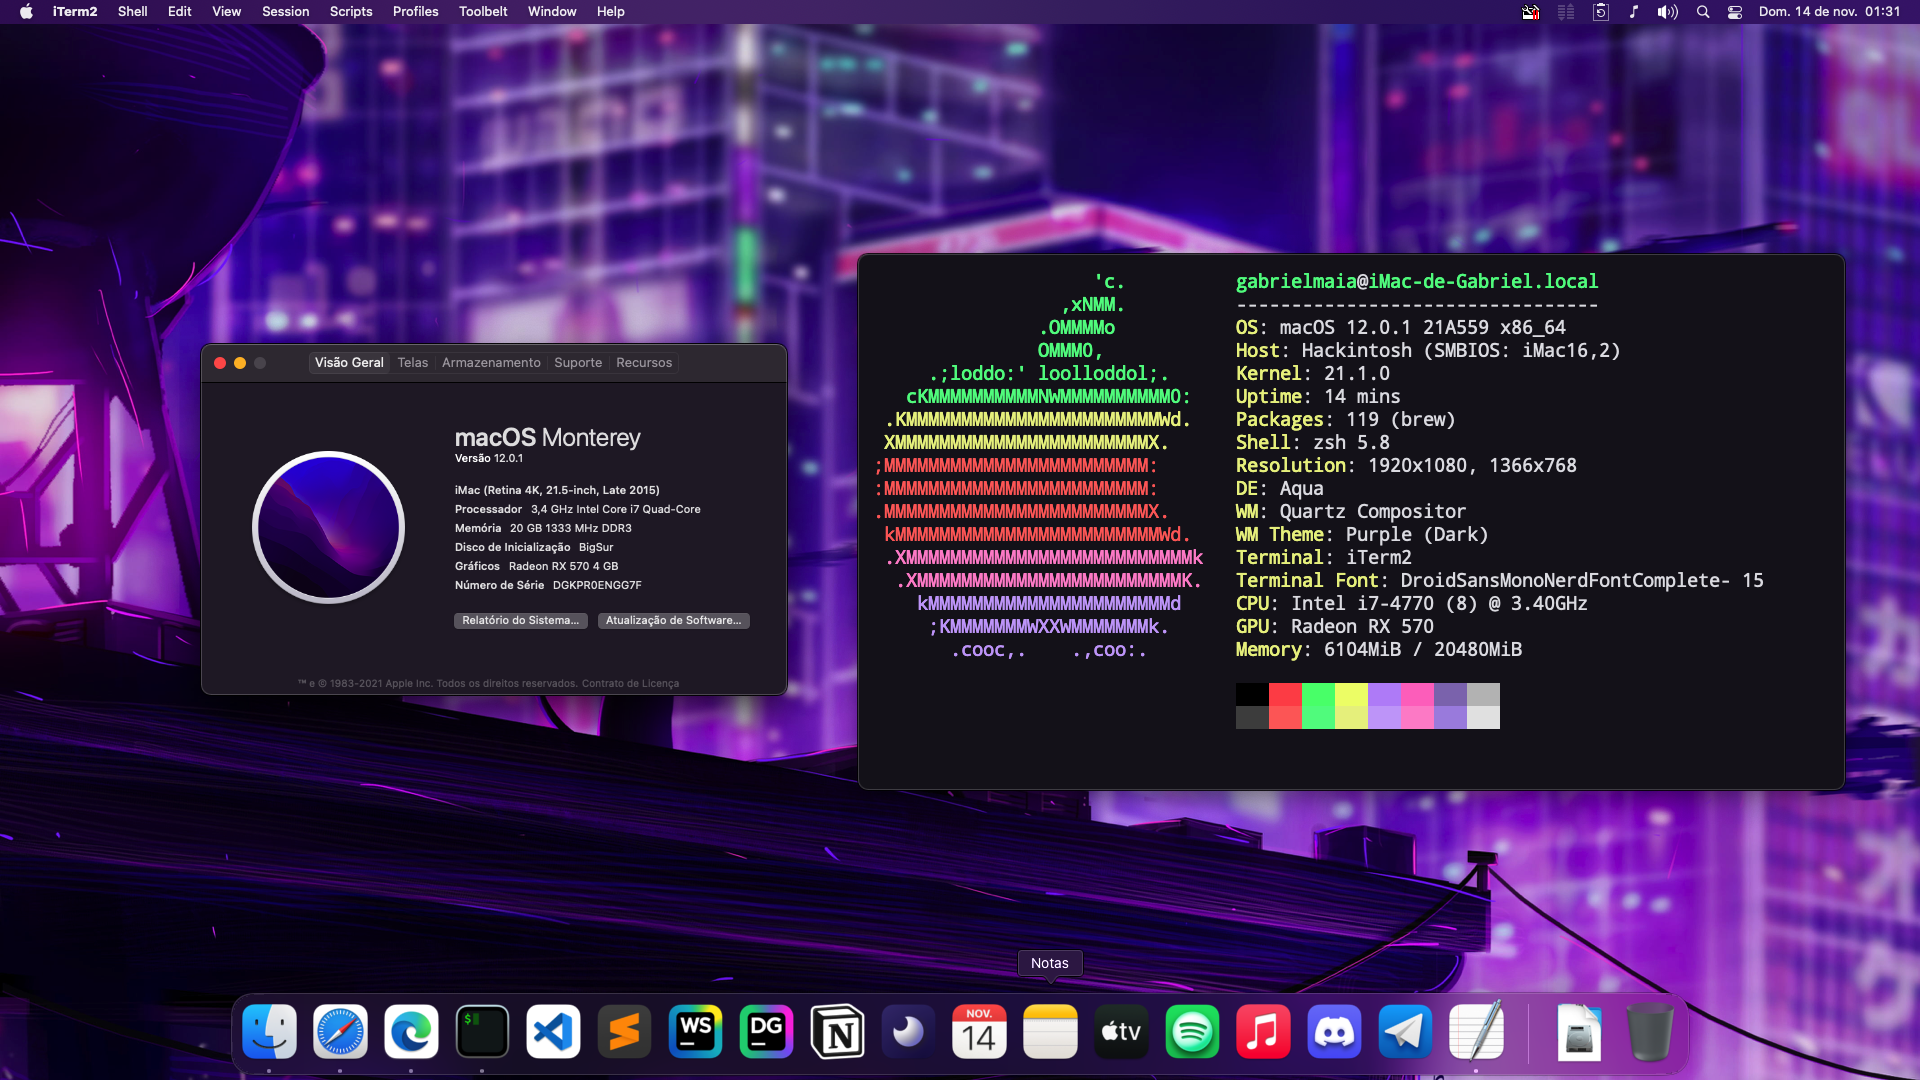 iTerm2 Shell Edit View Session Scripts Profiles Toolbelt Window Help Dom. 14 de nov. 01:31
Visão Geral Telas Armazenamento Suporte Recursos
macOS Monterey
Versão 12.0.1
iMac (Retina 4K, 21.5-inch, Late 2015)
Processador 3,4 GHz Intel Core i7 Quad-Core
Memória 20 GB 1333 MHz DDR3
Disco de Inicialização BigSur
Gráficos Radeon RX 570 4 GB
Número de Série DGKPR0ENGG7F
Relatório do Sistema... Atualização de Software...
™ e © 1983-2021 Apple Inc. Todos os direitos reservados. Contrato de Licença
'c.
,xNMM.
.OMMMMo
OMMM0,
.;loddo:' loolloddol;.
cKMMMMMMMMMMNWMMMMMMMMMM0:
.KMMMMMMMMMMMMMMMMMMMMMMMWd.
XMMMMMMMMMMMMMMMMMMMMMMMX.
;MMMMMMMMMMMMMMMMMMMMMMMM:
:MMMMMMMMMMMMMMMMMMMMMMMM:
.MMMMMMMMMMMMMMMMMMMMMMMMX.
kMMMMMMMMMMMMMMMMMMMMMMMMWd.
.XMMMMMMMMMMMMMMMMMMMMMMMMMMk
.XMMMMMMMMMMMMMMMMMMMMMMMMK.
kMMMMMMMMMMMMMMMMMMMMMMd
;KMMMMMMMWXXWMMMMMMMk.
.cooc,. .,coo:.
gabrielmaia@iMac-de-Gabriel.local
---------------------------------
OS: macOS 12.0.1 21A559 x86_64
Host: Hackintosh (SMBIOS: iMac16,2)
Kernel: 21.1.0
Uptime: 14 mins
Packages: 119 (brew)
Shell: zsh 5.8
Resolution: 1920x1080, 1366x768
DE: Aqua
WM: Quartz Compositor
WM Theme: Purple (Dark)
Terminal: iTerm2
Terminal Font: DroidSansMonoNerdFontComplete- 15
CPU: Intel i7-4770 (8) @ 3.40GHz
GPU: Radeon RX 570
Memory: 6104MiB / 20480MiB
Notas
$
WS
DG
N
NOV.
14
tv